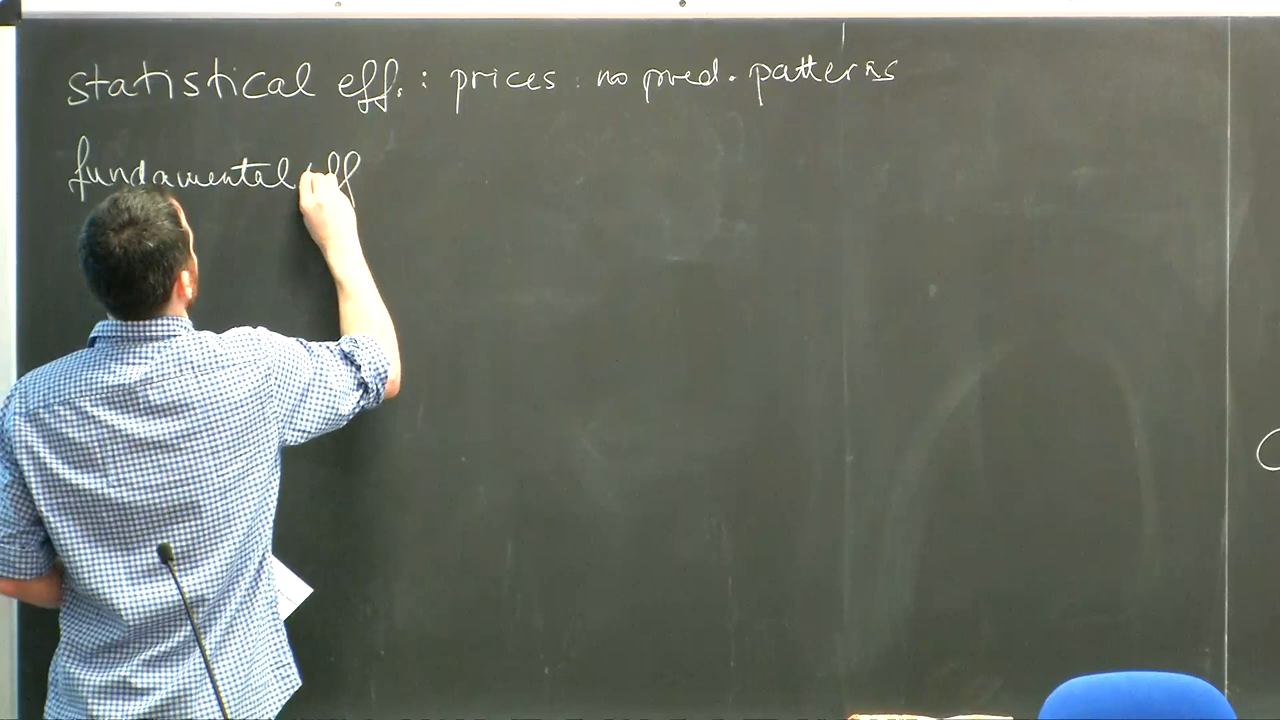 statistical eff. : prices : no pred. patterns
fundamental eff